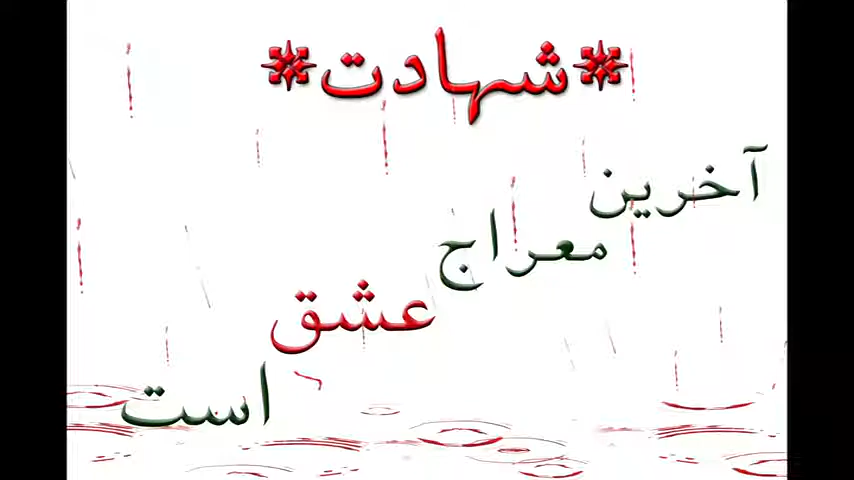 *شهادت*
آخرین
معراج
عشق
است